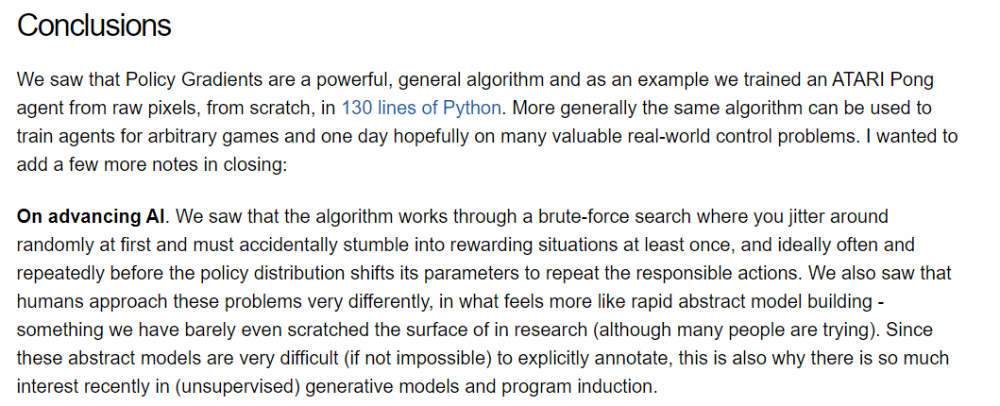 Conclusions
We saw that Policy Gradients are a powerful, general algorithm and as an example we trained an ATARI Pong
agent from raw pixels, from scratch, in 130 lines of Python. More generally the same algorithm can be used to
train agents for arbitrary games and one day hopefully on many valuable real-world control problems. I wanted to
add a few more notes in closing:
On advancing AI. We saw that the algorithm works through a brute-force search where you jitter around
randomly at first and must accidentally stumble into rewarding situations at least once, and ideally often and
repeatedly before the policy distribution shifts its parameters to repeat the responsible actions. We also saw that
humans approach these problems very differently, in what feels more like rapid abstract model building -
something we have barely even scratched the surface of in research (although many people are trying). Since
these abstract models are very difficult (if not impossible) to explicitly annotate, this is also why there is so much
interest recently in (unsupervised) generative models and program induction.